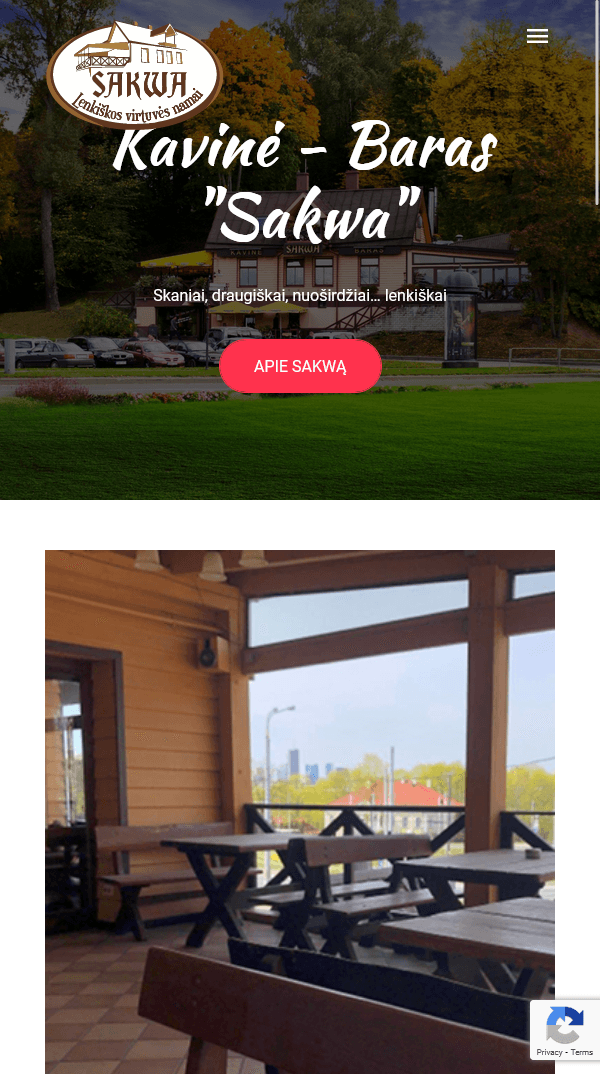 SAKWA
Lenkiškos virtuvės namai
Kavinė – Baras
"Sakwa"
KAVINĖ SAKWA BARAS
Skaniai, draugiškai, nuoširdžiai... lenkiškai
APIE SAKWĄ
Privacy - Terms